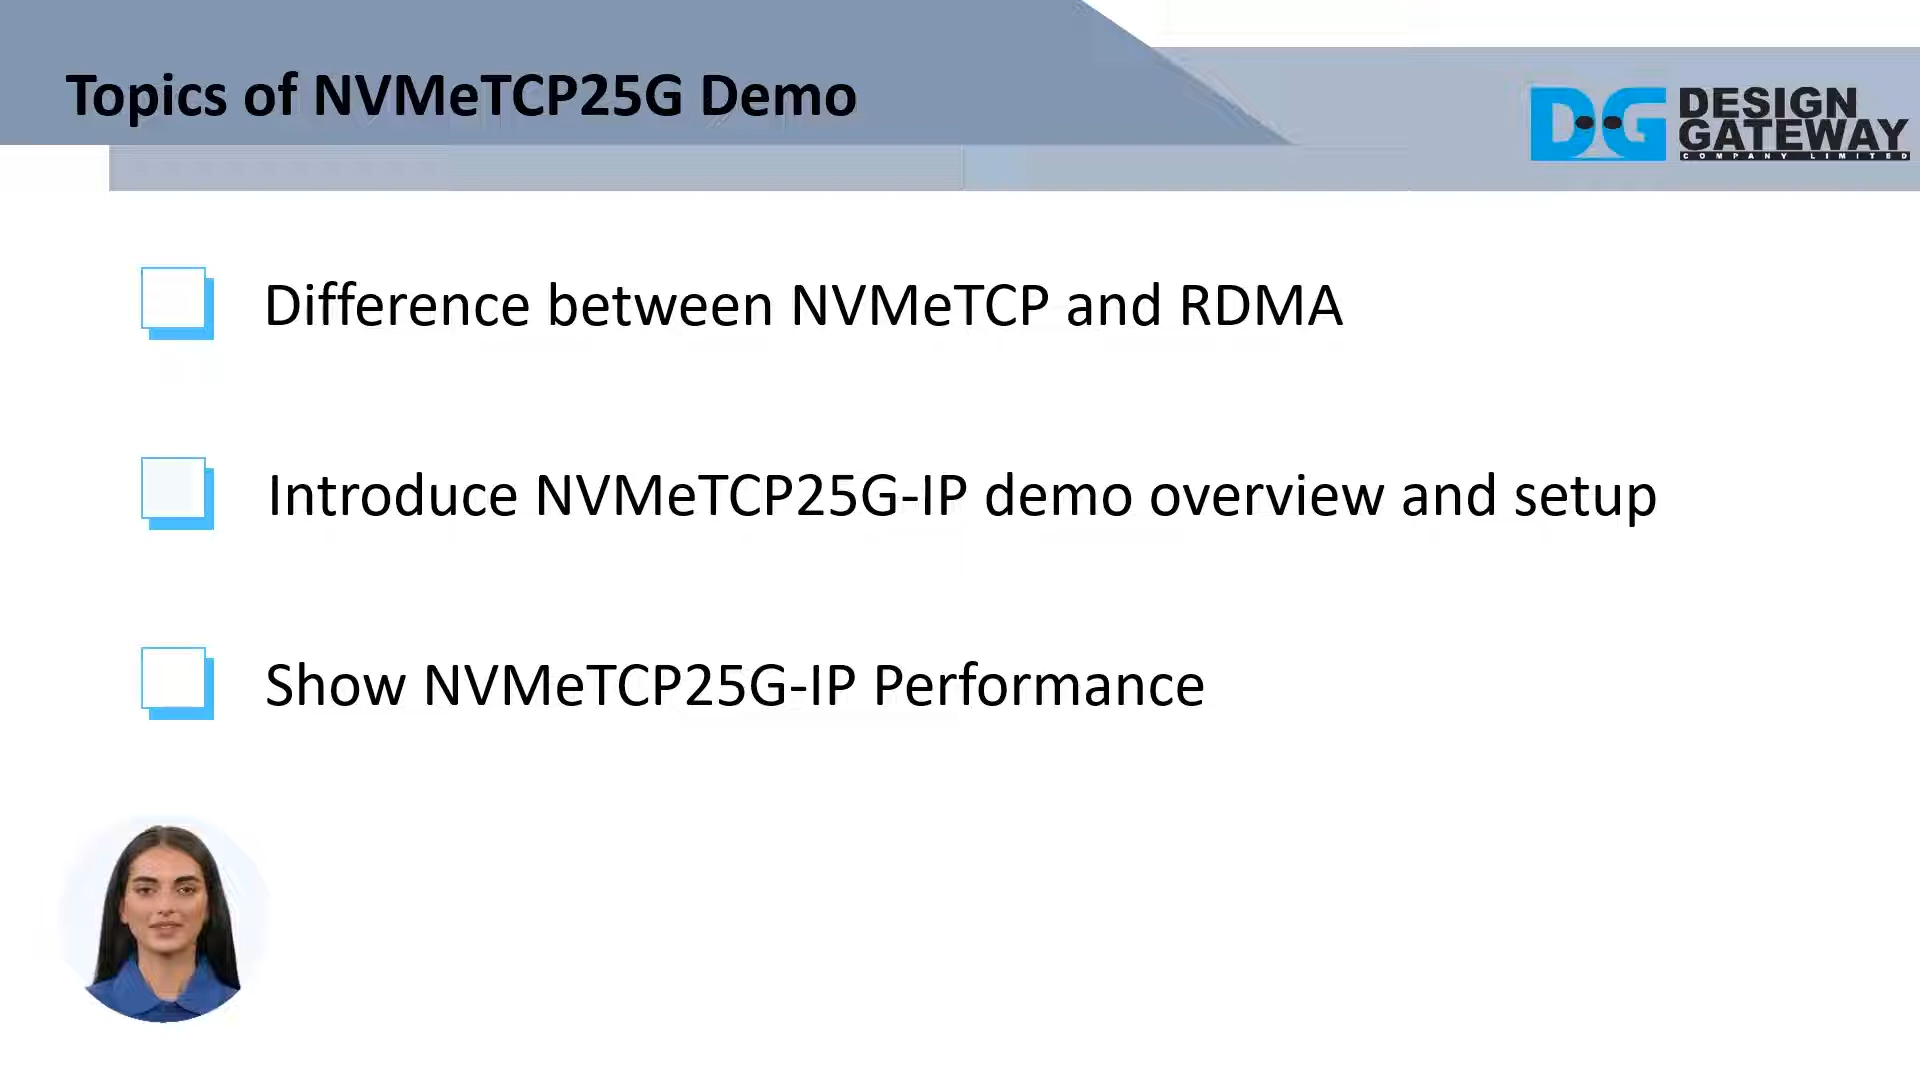 Topics of NVMeTCP25G Demo
DESIGN
GATEWAY
COMPANY LIMITED
Difference between NVMeTCP and RDMA
Introduce NVMeTCP25G-IP demo overview and setup
Show NVMeTCP25G-IP Performance